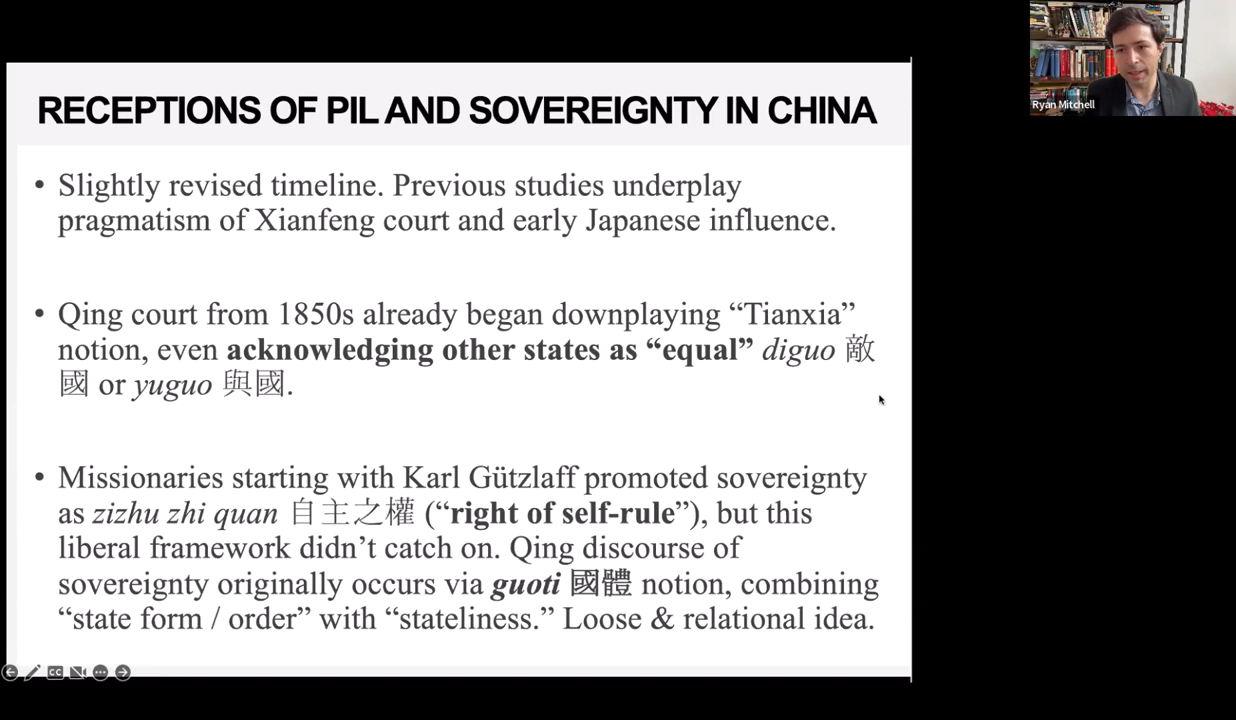 RECEPTIONS OF PIL AND SOVEREIGNTY IN CHINA
Ryan Mitchell
• Slightly revised timeline. Previous studies underplay
pragmatism of Xianfeng court and early Japanese influence.
• Qing court from 1850s already began downplaying “Tianxia”
notion, even acknowledging other states as “equal” diguo 敵
國 or yuguo 與國.
• Missionaries starting with Karl Gützlaff promoted sovereignty
as zizhu zhi quan 自主之權 (“right of self-rule”), but this
liberal framework didn’t catch on. Qing discourse of
sovereignty originally occurs via guoti 國體 notion, combining
“state form / order” with “stateliness.” Loose & relational idea.
CC